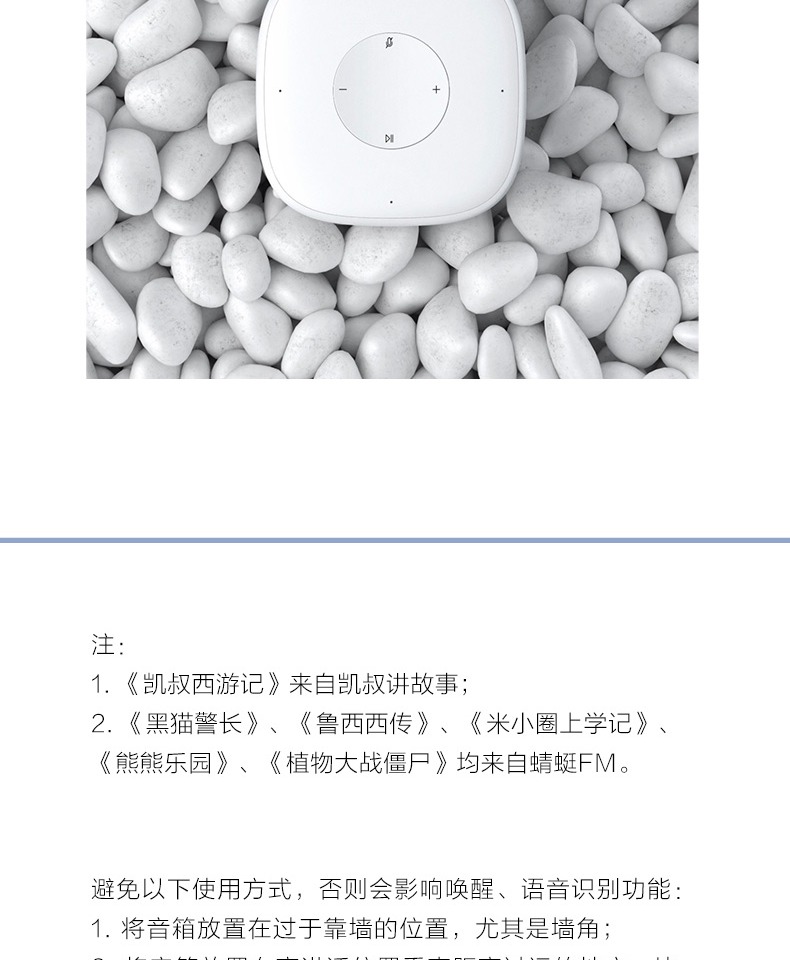 注：
1. 《凯叔西游记》来自凯叔讲故事；
2. 《黑猫警长》、《鲁西西传》、《米小圈上学记》、
《熊熊乐园》、《植物大战僵尸》均来自蜻蜓FM。
避免以下使用方式，否则会影响唤醒、语音识别功能：
1. 将音箱放置在过于靠墙的位置，尤其是墙角；